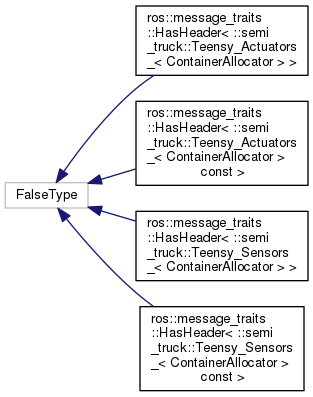 ros::message_traits
::HasHeader< ::semi
_truck::Teensy_Actuators
_< ContainerAllocator > >
ros::message_traits
::HasHeader< ::semi
_truck::Teensy_Actuators
_< ContainerAllocator >
const >
FalseType
ros::message_traits
::HasHeader< ::semi
_truck::Teensy_Sensors
_< ContainerAllocator > >
ros::message_traits
::HasHeader< ::semi
_truck::Teensy_Sensors
_< ContainerAllocator >
const >